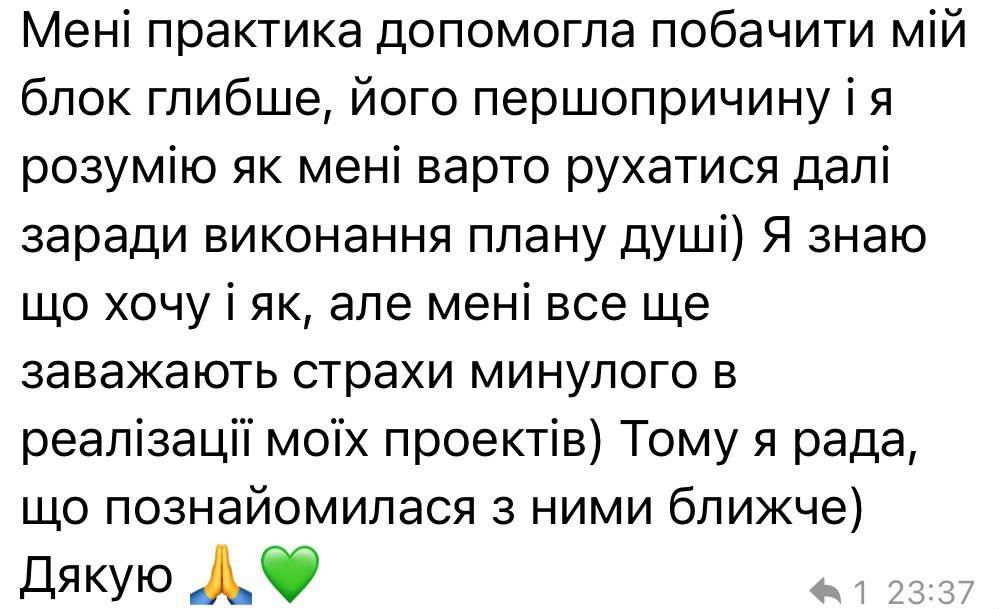 Мені практика допомогла побачити мій
блок глибше, його першопричину і я
розумію як мені варто рухатися далі
заради виконання плану душі) Я знаю
що хочу і як, але мені все ще
заважають страхи минулого в
реалізації моїх проектів) Тому я рада,
що познайомилася з ними ближче)
Дякую 🙏💚
1 23:37